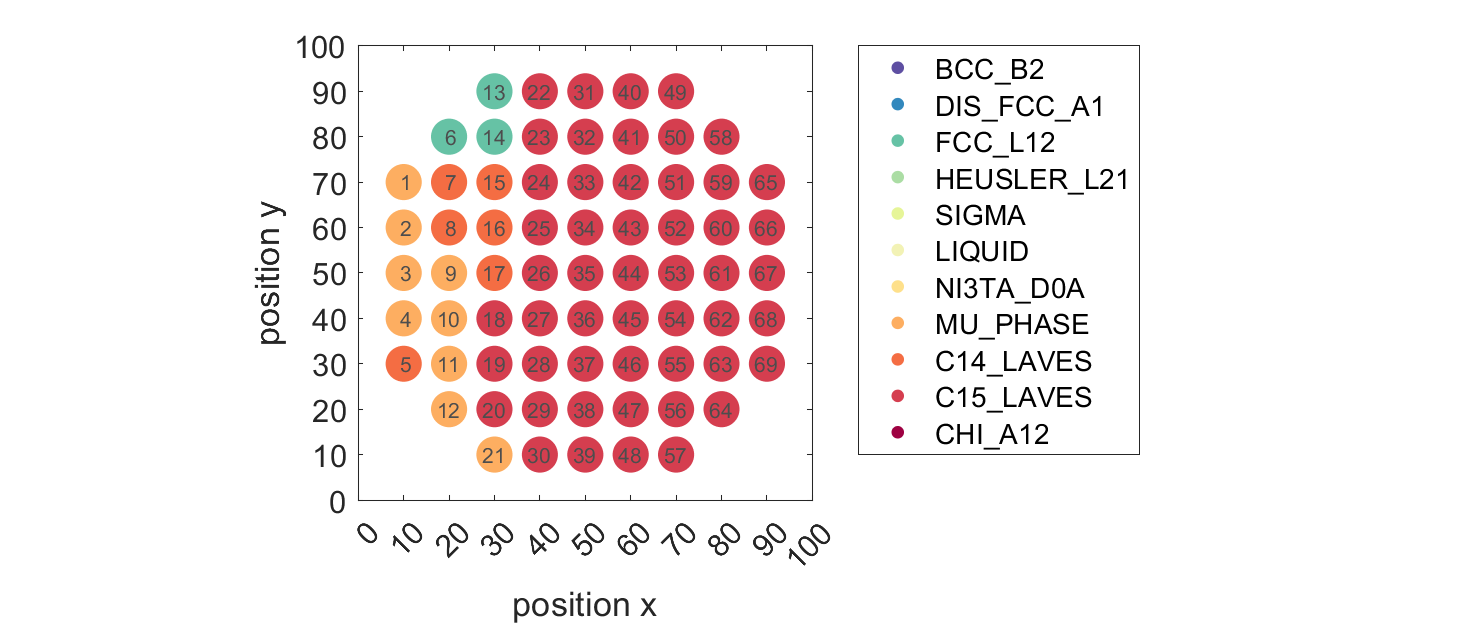 100
90
80
70
60
50
40
30
20
10
0
position y
13 22 31 40 49
6 14 23 32 41 50 58
1 7 15 24 33 42 51 59 65
2 8 16 25 34 43 52 60 66
3 9 17 26 35 44 53 61 67
4 10 18 27 36 45 54 62 68
5 11 19 28 37 46 55 63 69
12 20 29 38 47 56 64
21 30 39 48 57
0 10 20 30 40 50 60 70 80 90 100
position x
BCC_B2
DIS_FCC_A1
FCC_L12
HEUSLER_L21
SIGMA
LIQUID
NI3TA_D0A
MU_PHASE
C14_LAVES
C15_LAVES
CHI_A12